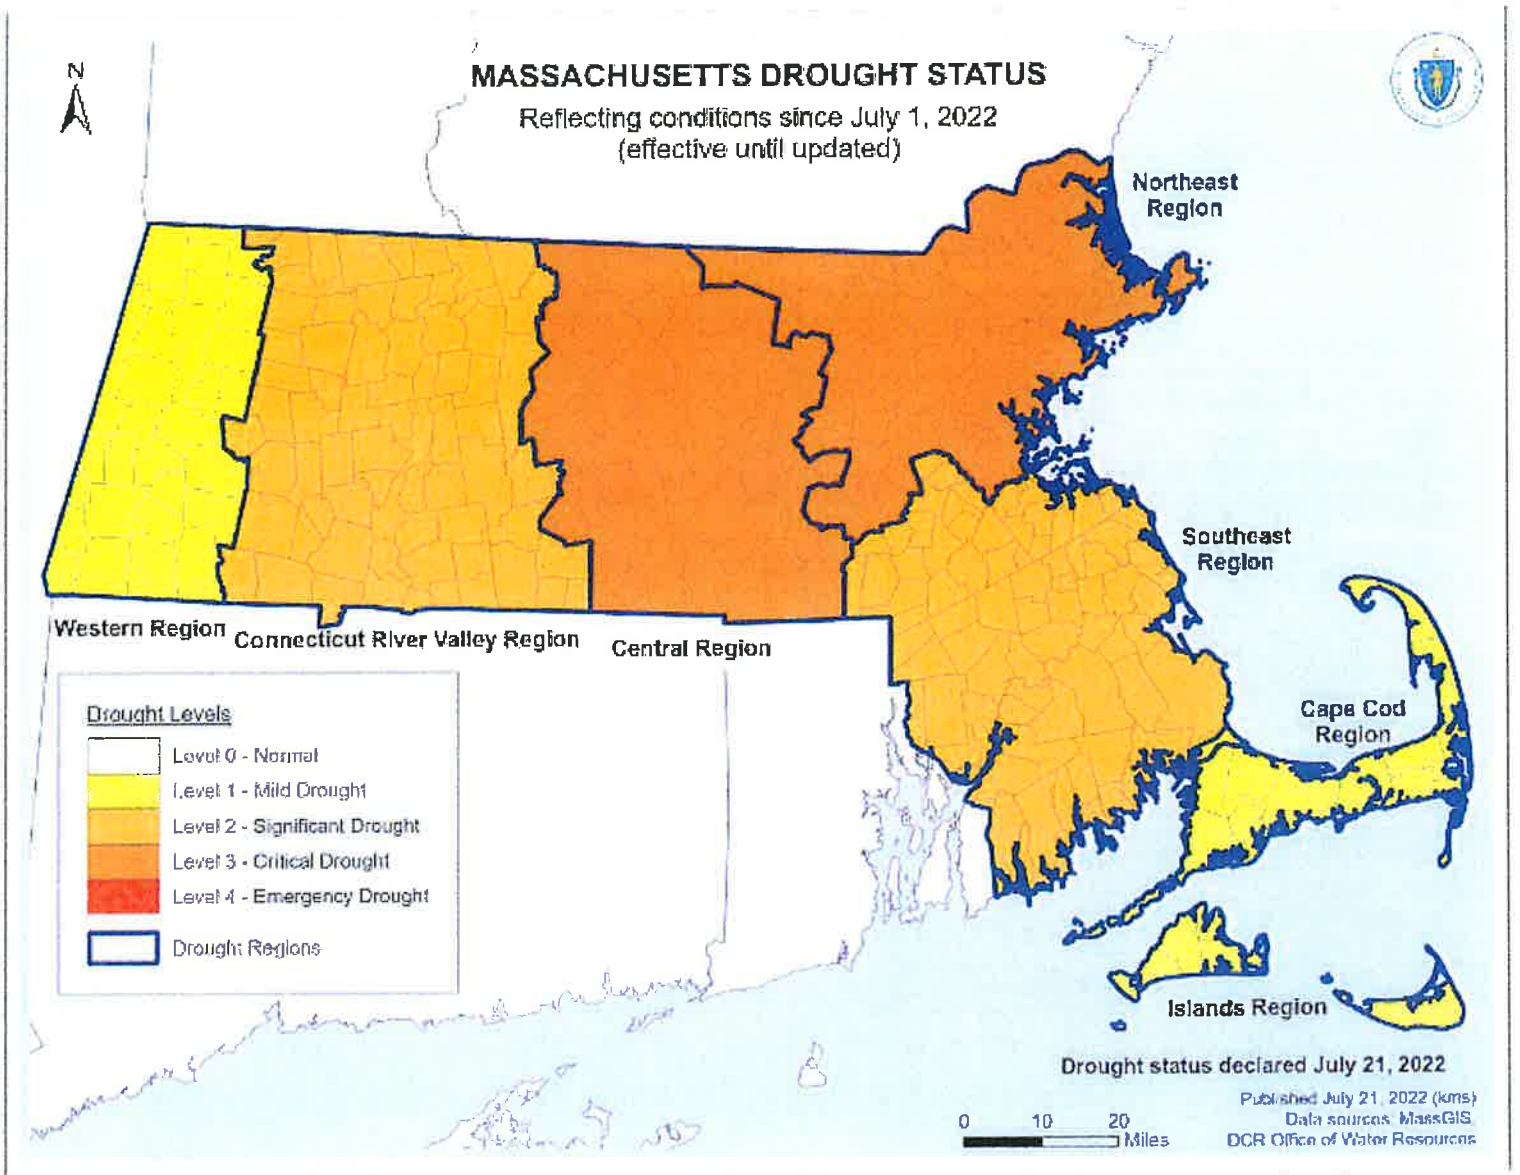 N
MASSACHUSETTS DROUGHT STATUS
Reflecting conditions since July 1, 2022
(effective until updated)
Northeast
Region
Southeast
Region
Western Region
Connecticut River Valley Region
Central Region
Cape Cod
Region
Drought Levels
Level 0 - Normal
Level 1 - Mild Drought
Level 2 - Significant Drought
Level 3 - Critical Drought
Level 4 - Emergency Drought
Drought Regions
Islands Region
Drought status declared July 21, 2022
Published July 21, 2022 (kms)
Data sources: MassGIS,
DCR Office of Water Resources
0 10 20
Miles